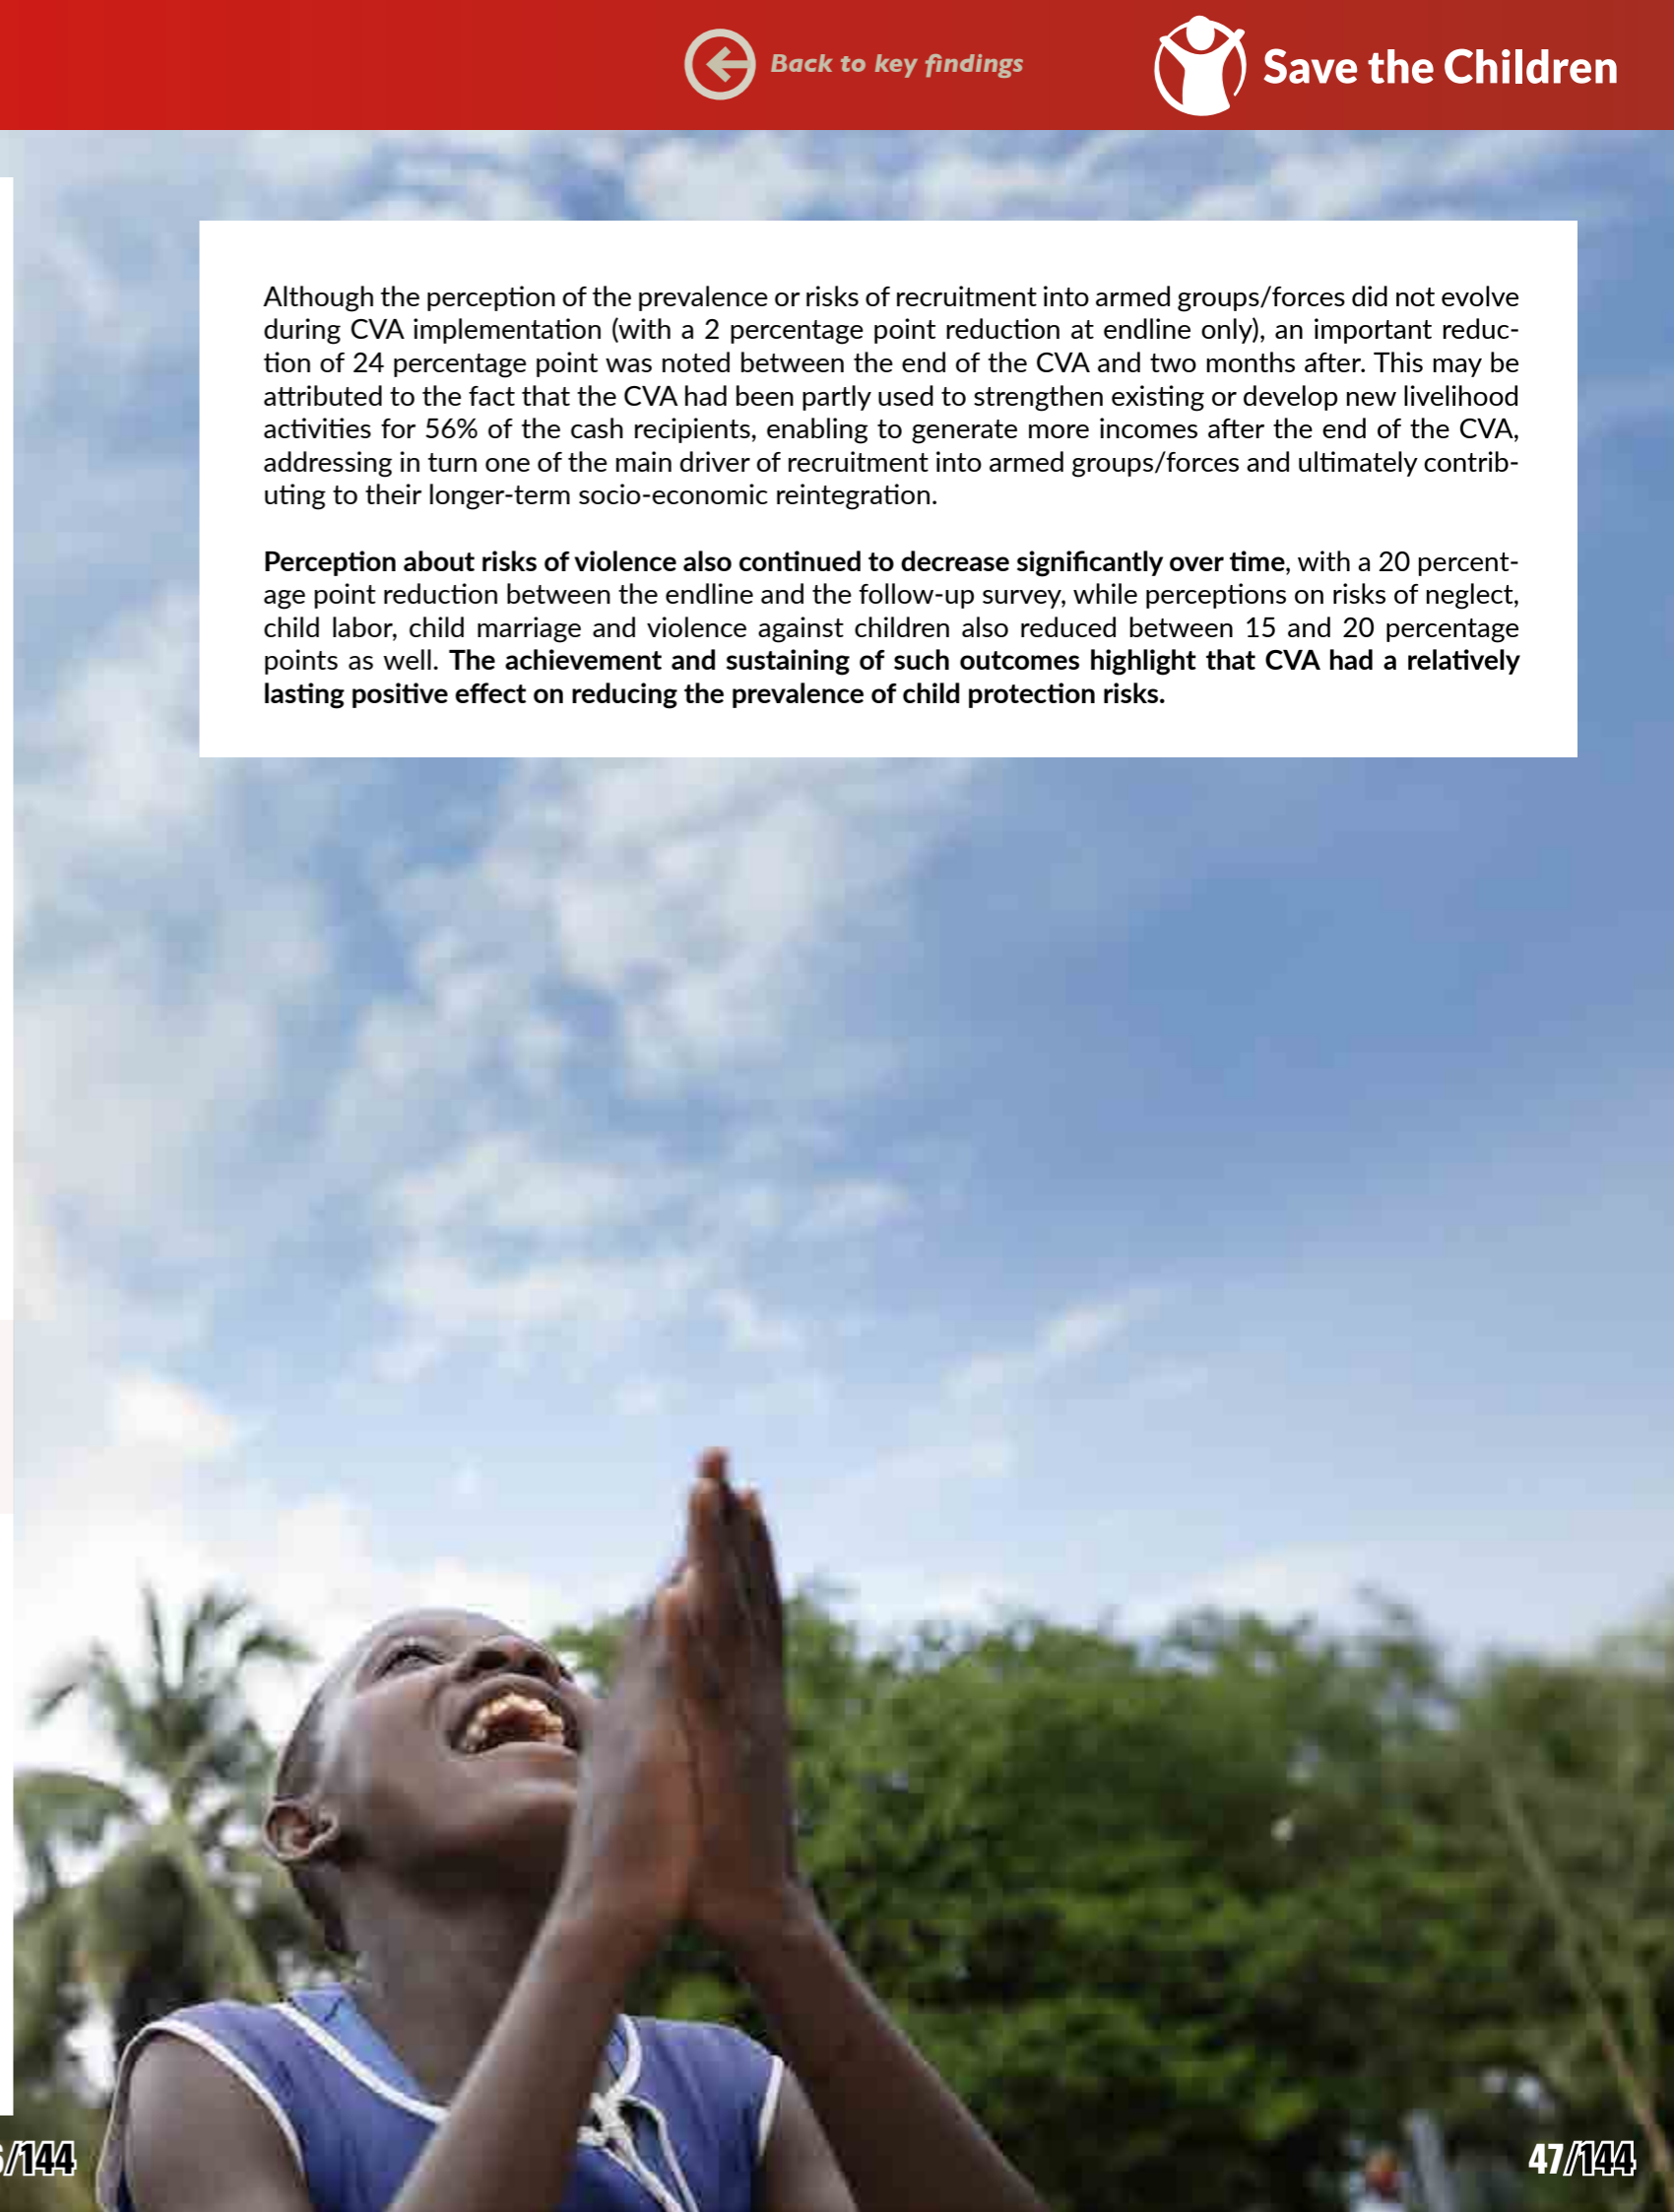 Back to key findings
Save the Children
Although the perception of the prevalence or risks of recruitment into armed groups/forces did not evolve
during CVA implementation (with a 2 percentage point reduction at endline only), an important reduc-
tion of 24 percentage point was noted between the end of the CVA and two months after. This may be
attributed to the fact that the CVA had been partly used to strengthen existing or develop new livelihood
activities for 56% of the cash recipients, enabling to generate more incomes after the end of the CVA,
addressing in turn one of the main driver of recruitment into armed groups/forces and ultimately contrib-
uting to their longer-term socio-economic reintegration.
Perception about risks of violence also continued to decrease significantly over time, with a 20 percent-
age point reduction between the endline and the follow-up survey, while perceptions on risks of neglect,
child labor, child marriage and violence against children also reduced between 15 and 20 percentage
points as well. The achievement and sustaining of such outcomes highlight that CVA had a relatively
lasting positive effect on reducing the prevalence of child protection risks.
/144
47/144